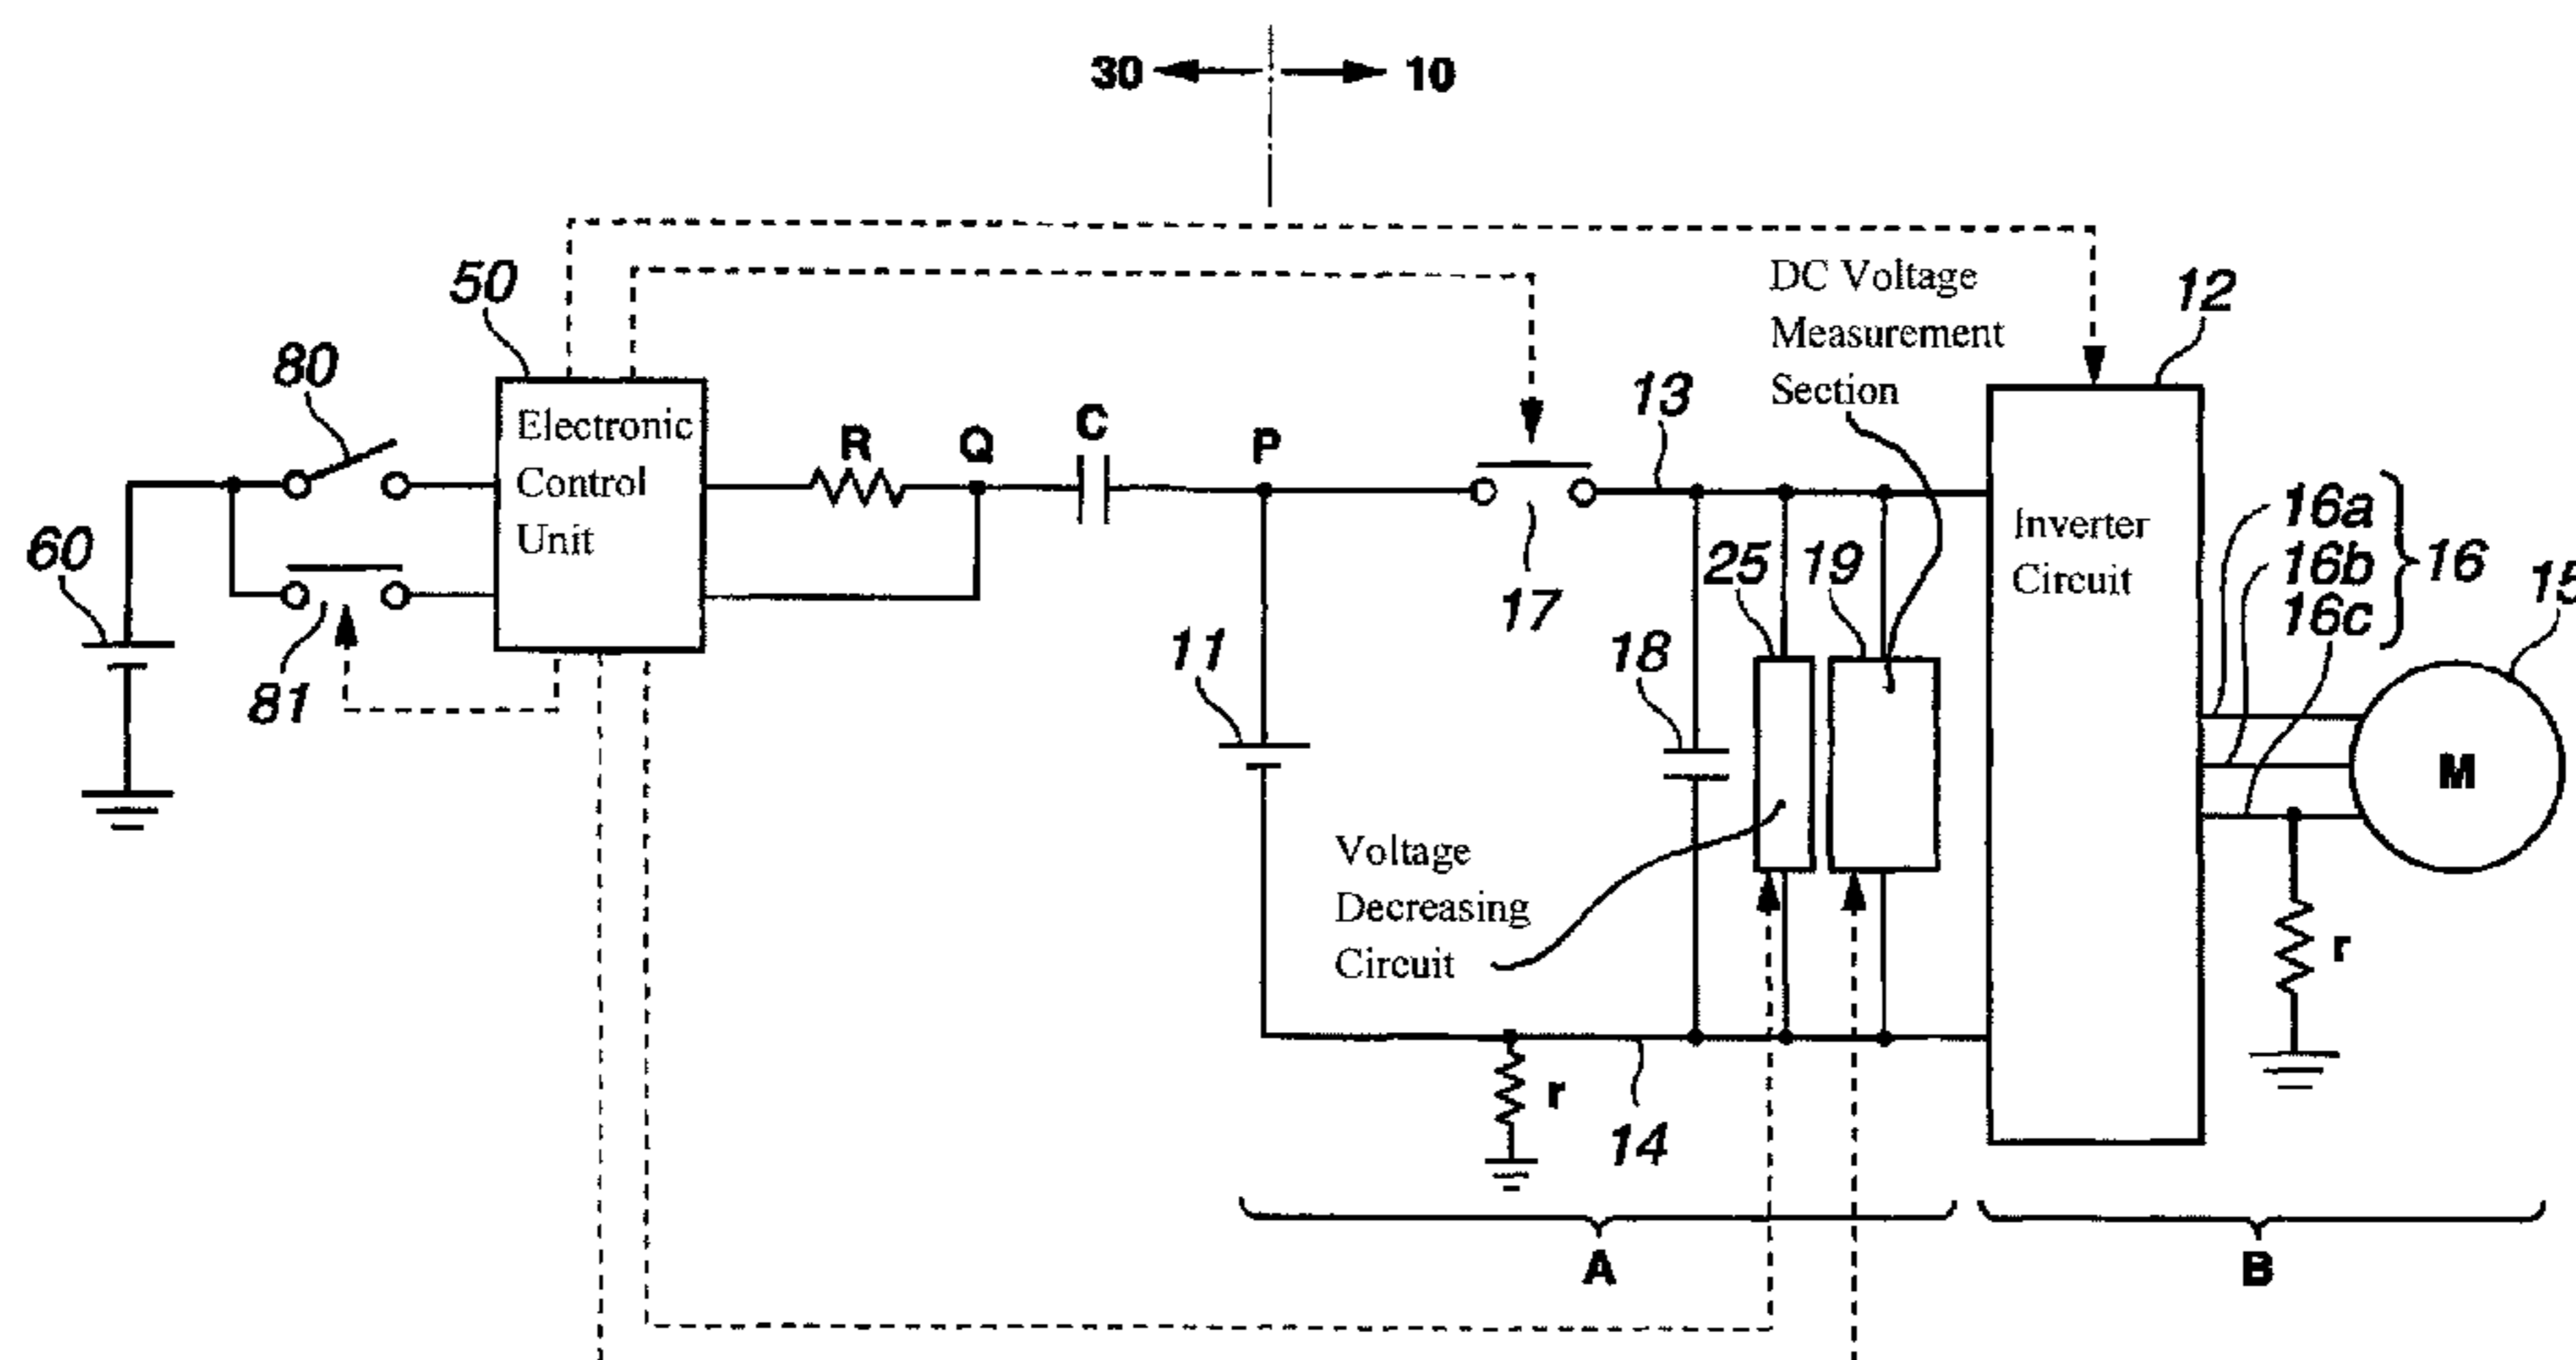 30 10
DC Voltage
Measurement
Section
12
50
80
Electronic
Control
Unit
R
Q
C
P
13
60
81
17
25
19
Inverter
Circuit
16a
16b
16c
16
11
18
M
Voltage
Decreasing
Circuit
r
r
14
A
B